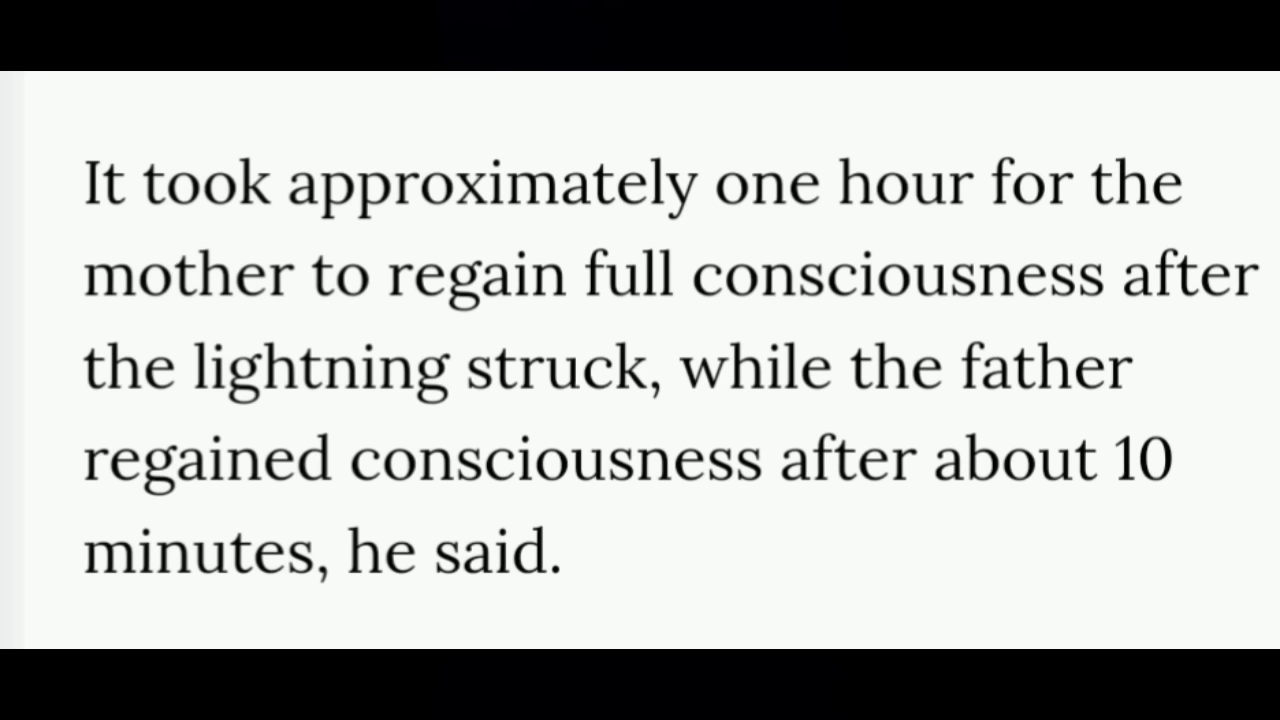 It took approximately one hour for the
mother to regain full consciousness after
the lightning struck, while the father
regained consciousness after about 10
minutes, he said.